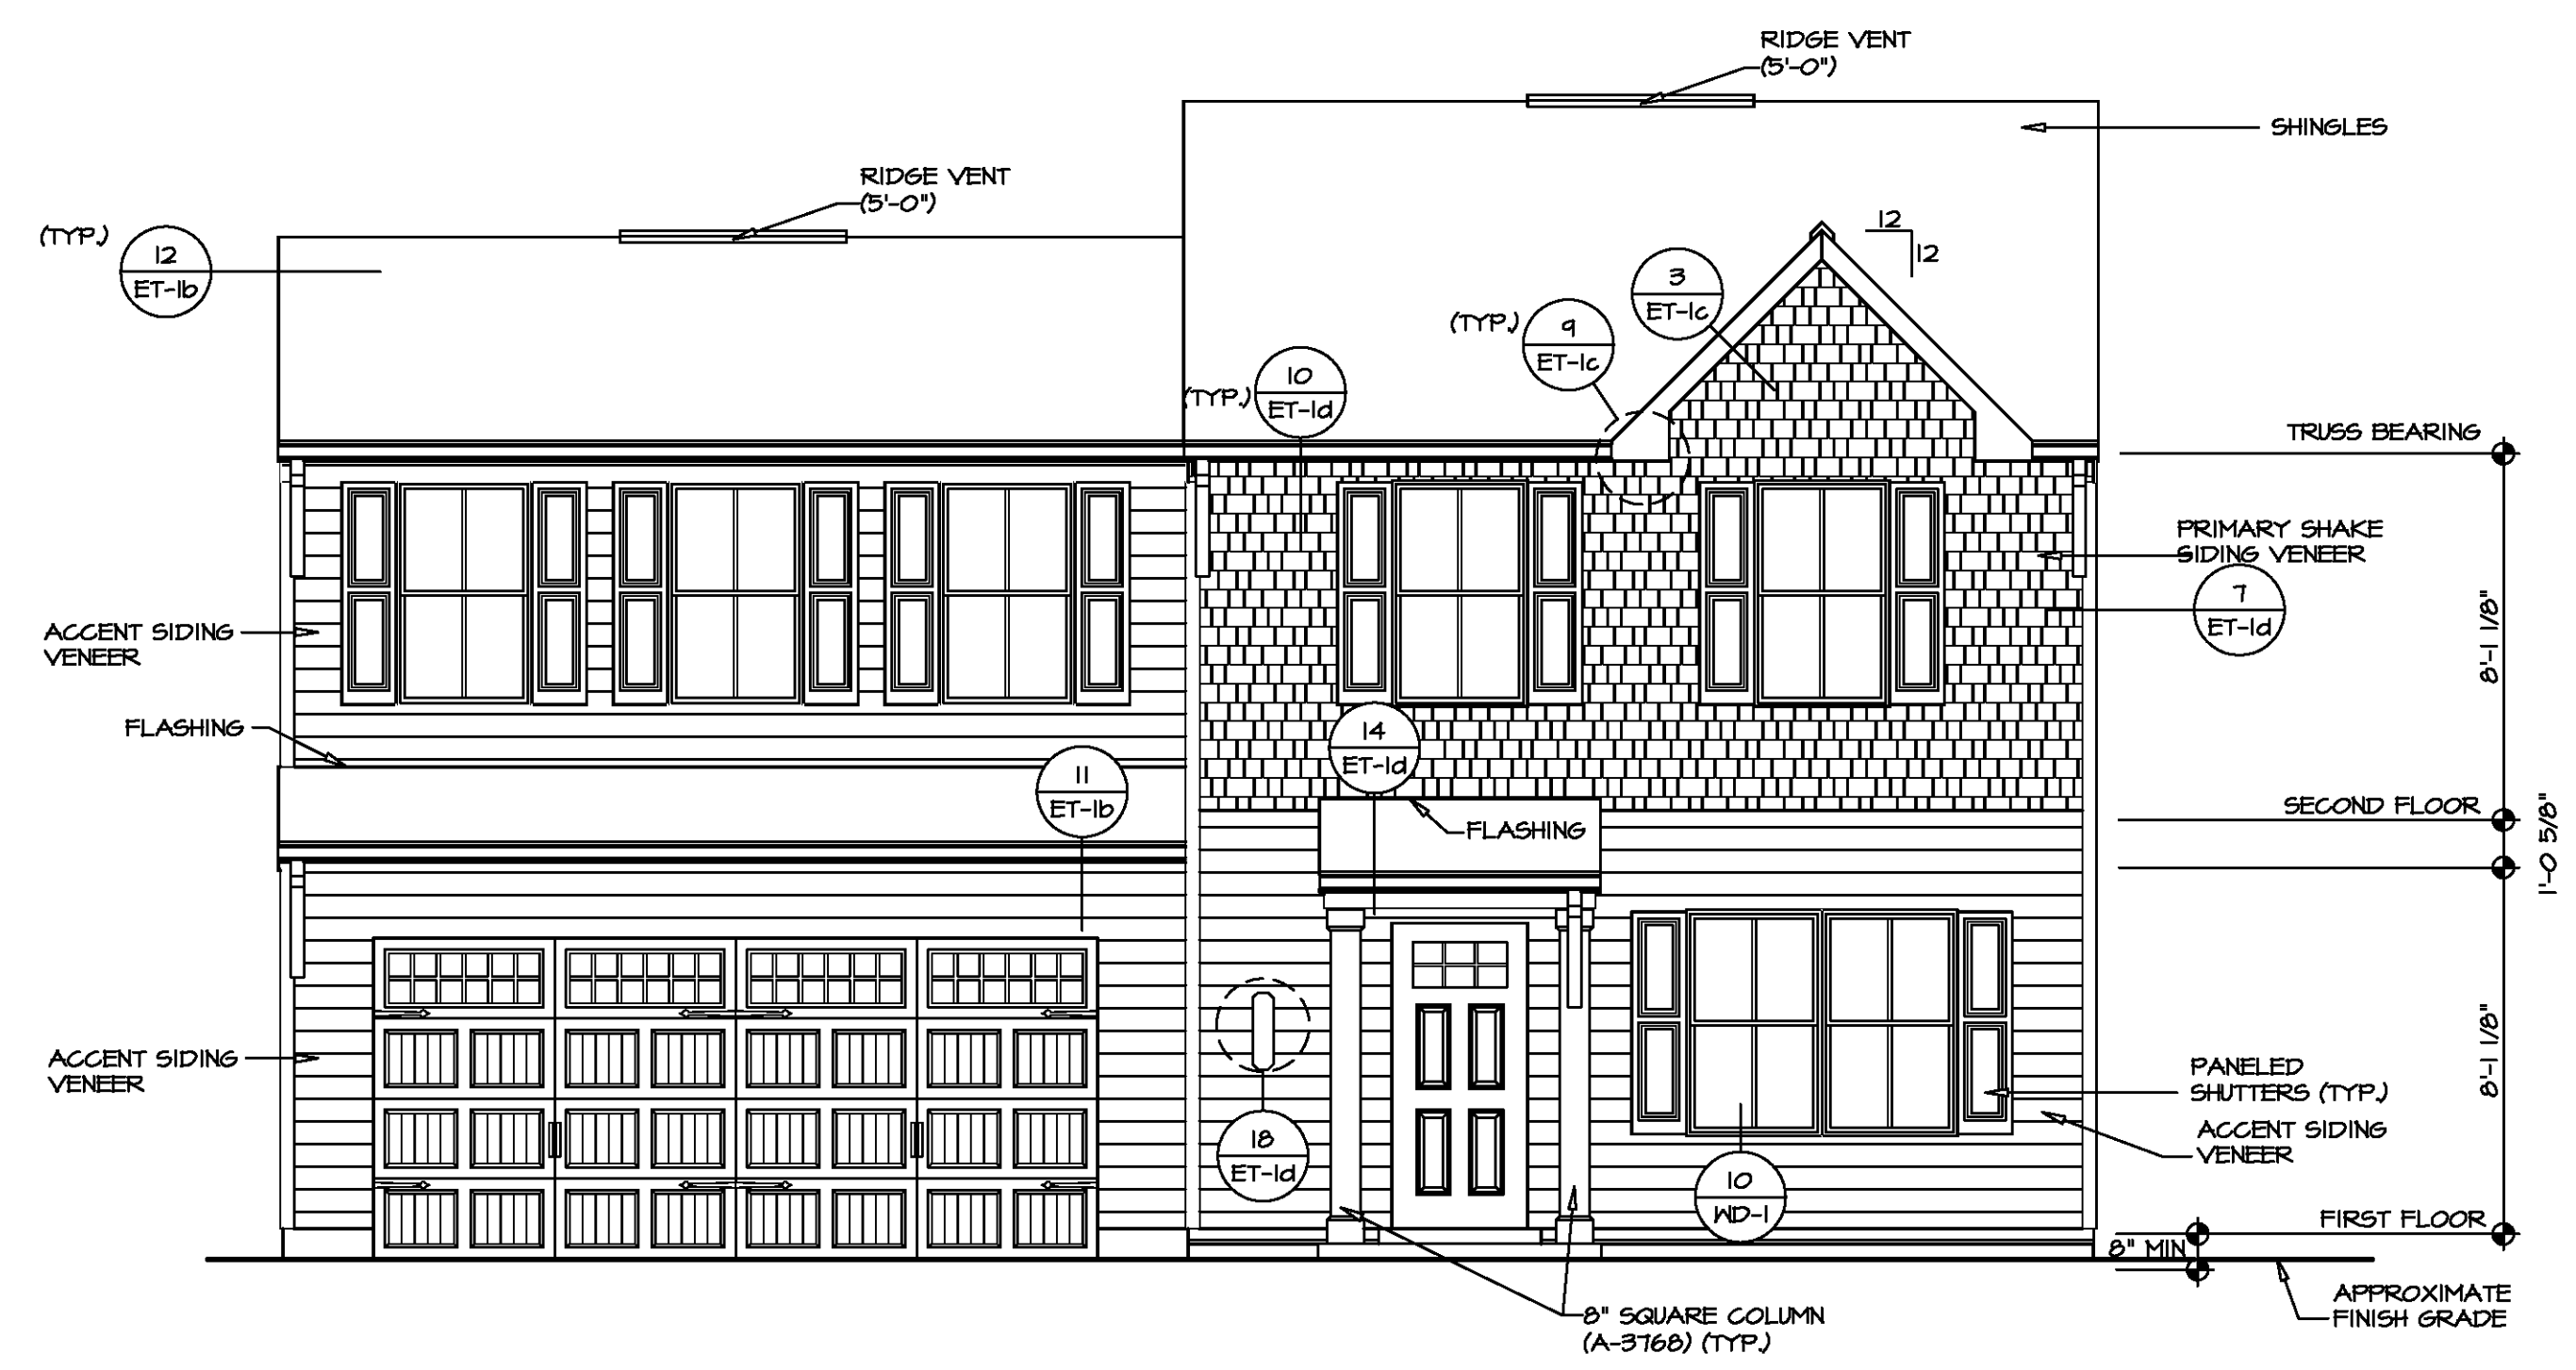 RIDGE VENT
(5'-0")
SHINGLES
RIDGE VENT
(5'-0")
(TYP.)
12
ET-1b
12
12
3
ET-1c
(TYP.)
9
ET-1c
(TYP.)
10
ET-1d
TRUSS BEARING
PRIMARY SHAKE
SIDING VENEER
7
ET-1d
8'-1 1/8"
ACCENT SIDING
VENEER
FLASHING
14
ET-1d
11
ET-1b
FLASHING
SECOND FLOOR
1'-0 5/8"
8'-1 1/8"
ACCENT SIDING
VENEER
PANELED
SHUTTERS (TYP.)
ACCENT SIDING
VENEER
18
ET-1d
10
WD-1
FIRST FLOOR
8" MIN
APPROXIMATE
FINISH GRADE
8" SQUARE COLUMN
(A-3768) (TYP.)